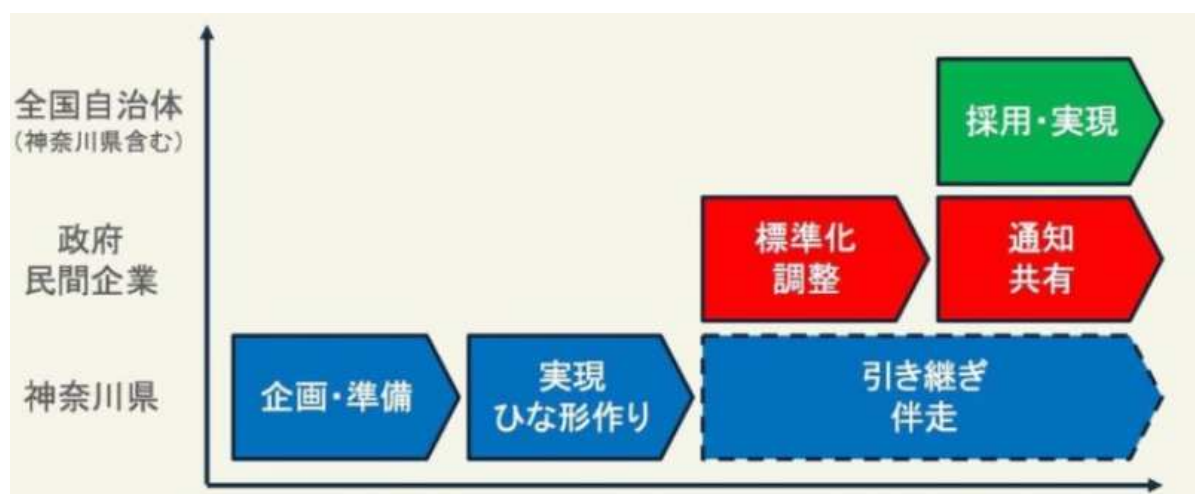 全国自治体
(神奈川県含む)
採用・実現
政府
民間企業
標準化
調整
通知
共有
神奈川県
企画・準備
実現
ひな形作り
引き継ぎ
伴走